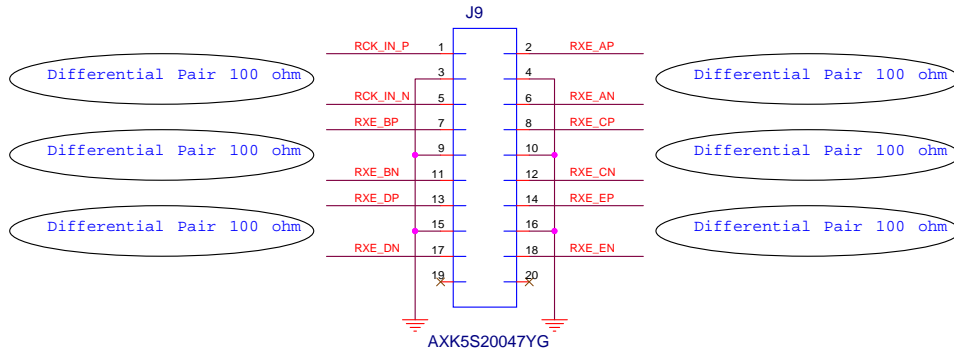 J9
RCK_IN_P 1 2 RXE_AP
Differential Pair 100 ohm 3 4 Differential Pair 100 ohm
RCK_IN_N 5 6 RXE_AN
RXE_BP 7 8 RXE_CP
Differential Pair 100 ohm 9 10 Differential Pair 100 ohm
RXE_BN 11 12 RXE_CN
RXE_DP 13 14 RXE_EP
Differential Pair 100 ohm 15 16 Differential Pair 100 ohm
RXE_DN 17 18 RXE_EN
19 20
AXK5S20047YG